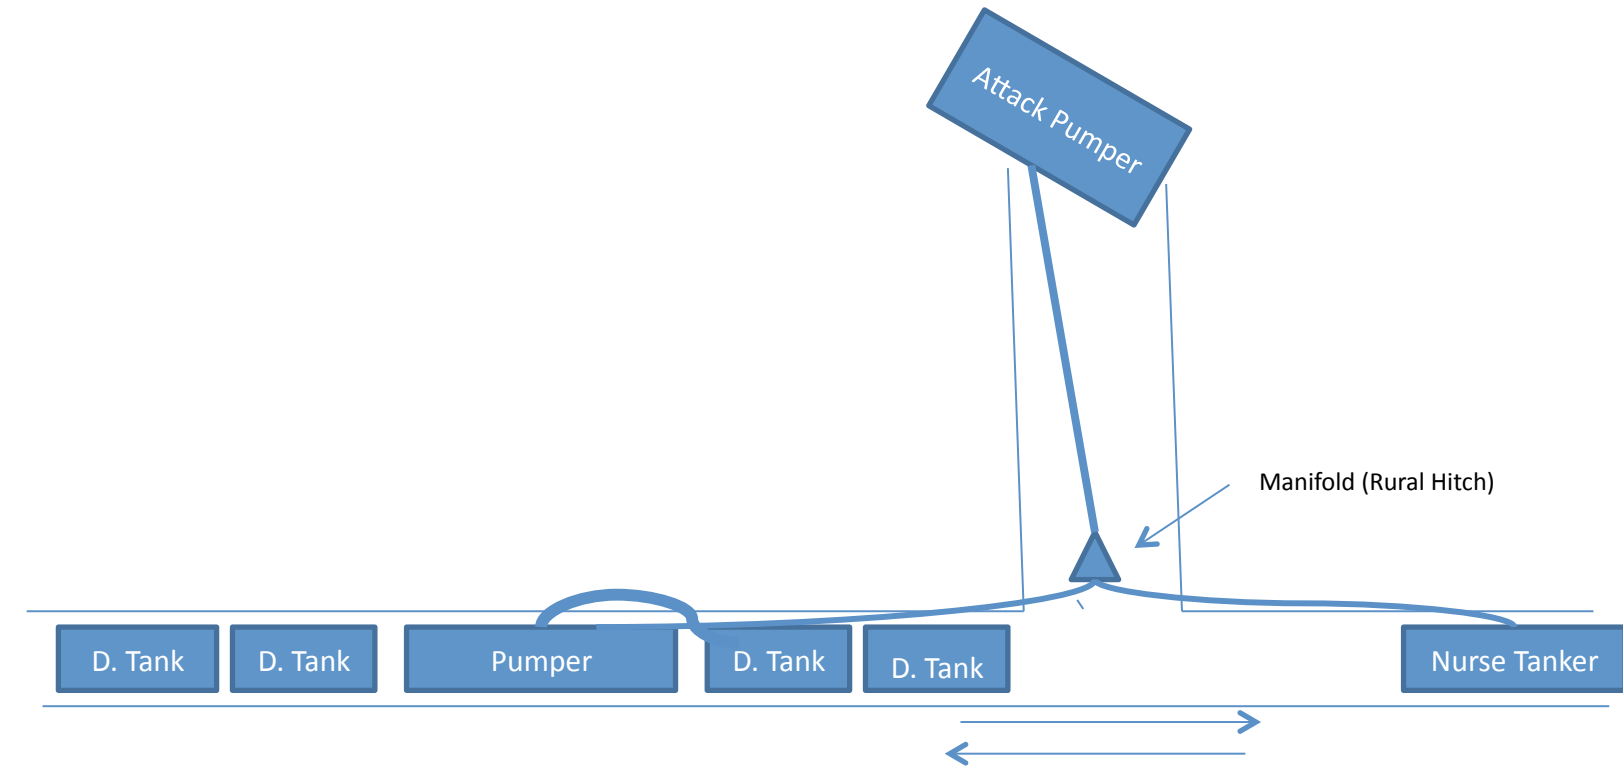 Attack Pumper
Manifold (Rural Hitch)
D. Tank
D. Tank
Pumper
D. Tank
D. Tank
Nurse Tanker